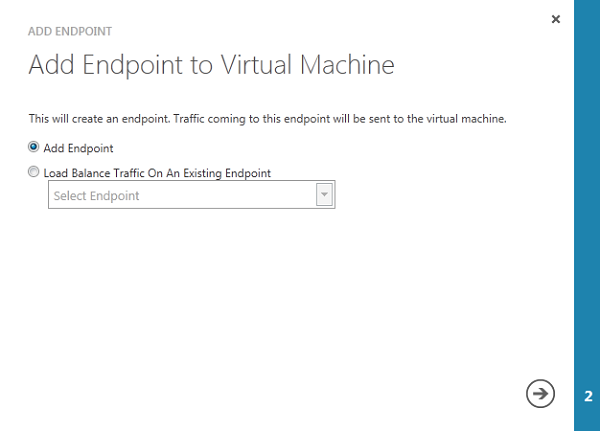 ADD ENDPOINT
Add Endpoint to Virtual Machine
This will create an endpoint. Traffic coming to this endpoint will be sent to the virtual machine.
Add Endpoint
Load Balance Traffic On An Existing Endpoint
Select Endpoint
2